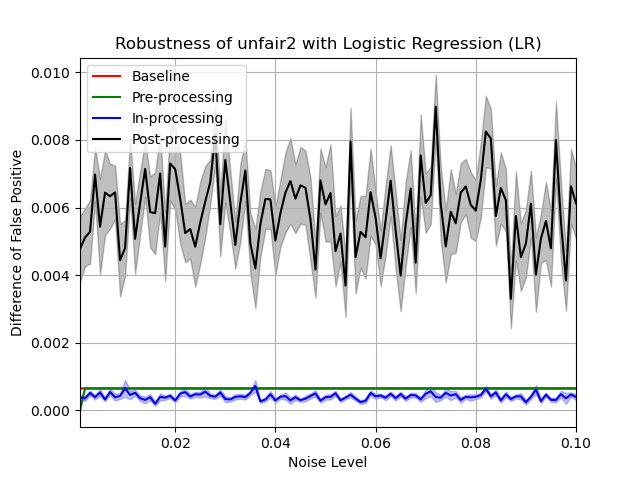 Robustness of unfair2 with Logistic Regression (LR)
Baseline
Pre-processing
In-processing
Post-processing
0.010
0.008
0.006
0.004
0.002
0.000
Difference of False Positive
0.02 0.04 0.06 0.08 0.10
Noise Level